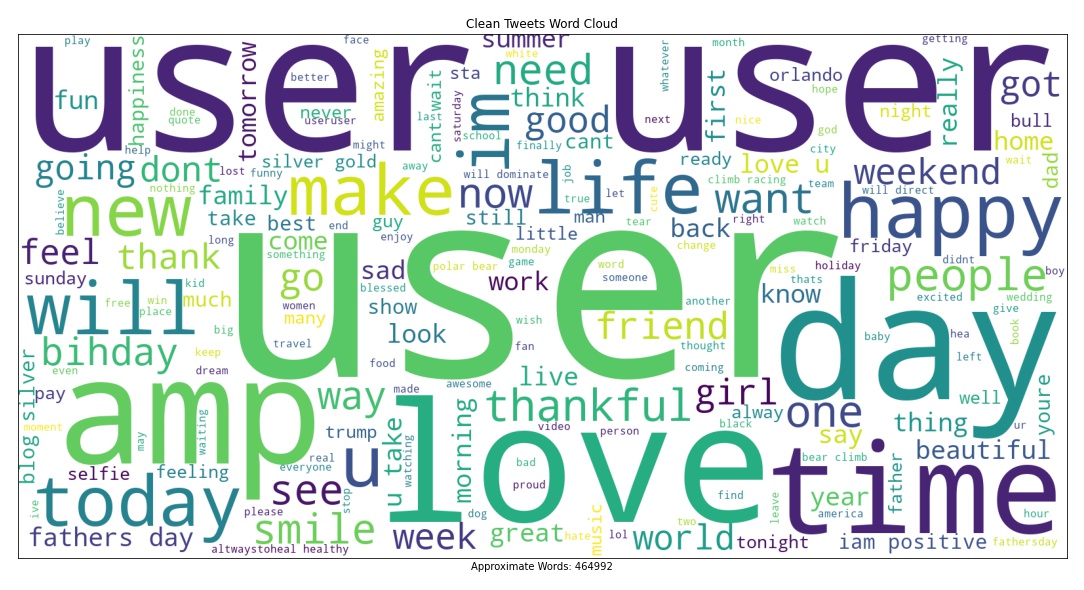 Clean Tweets Word Cloud
play
happiness
user user
face
summer
white
month
getting
tomorrow
better
amazing
sta
need
whatever
orlando
hope
really
got
fun
done
quote
never
useruser
cant wait
last
saturday
im
think
good
next
first
nice
night
bull
help
might
school
finally
cant
god
city
home
wait
dad
going
dont
lost
funny
silver gold
away
will dominate
job
life
ready
love u
climb racing
team
weekend
will direct
believe
nothing
new
family
make
now
true
let
cute
want
happy
take
best
end
guy
still
man
tear
back
right
watch
long
enjoy
little
feel
thank
come
something
user
monday
game
change
friday
didnt
sunday
kid
go
sad
blessed
polar bear
work
word
someone
miss
holiday
thats
know
people
boy
excited
wedding
will
free
win
place
much
women
many
show
wish
friend
another
day
give
big
travel
look
fan
thought
baby
hea
book
bihday
keep
food
coming
left
even
dream
live
blog silver
pay
amp
way
made
awesome
thankful
girl
alway
one
well
youre
moment
may
waiting
trump
u take
watching
morning
love
video
person
black
say
thing
ur
selfie
feeling
real
everyone
u
bad
bear climb
beautiful
today
see
stop
proud
find
time
father
year
ive
please
smile
dog
two
leave
america
hour
fathers day
altwaystoheal healthy
week
great
hate
music
lol
world
tonight
iam positive
fathersday
Approximate Words: 464992